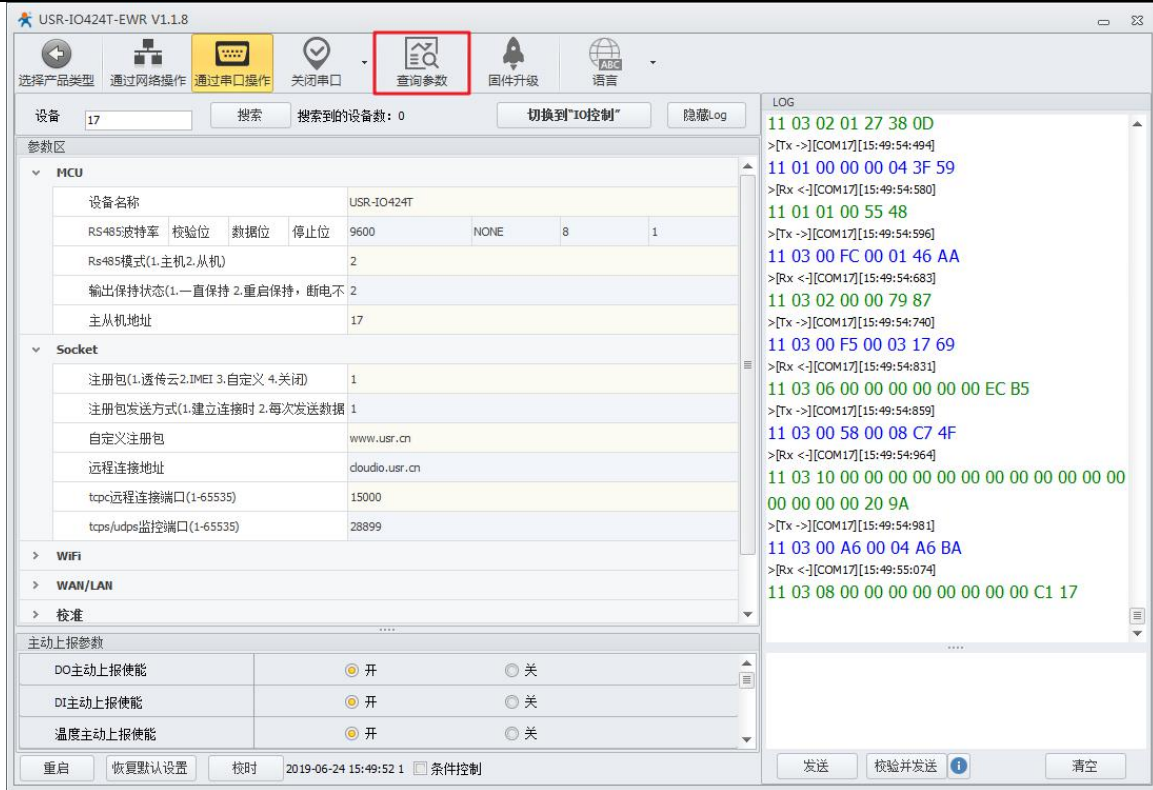 USR-IO424T-EWR V1.1.8
选择产品类型 通过网络操作 通过串口操作 关闭串口 查询参数 固件升级 语言
ABC
设备 17 搜索 搜索到的设备数: 0 切换到"IO控制" 隐藏Log
参数区
MCU
设备名称 USR-IO424T
RS485波特率 校验位 数据位 停止位 9600 NONE 8 1
Rs485模式(1.主机2.从机) 2
输出保持状态(1.一直保持 2.重启保持，断电不 2
主从机地址 17
Socket
注册包(1.透传云2.IMEI 3.自定义 4.关闭) 1
注册包发送方式(1.建立连接时 2.每次发送数据 1
自定义注册包 www.usr.cn
远程连接地址 cloudio.usr.cn
tcpc远程连接端口(1-65535) 15000
tcps/udps监控端口(1-65535) 28899
WiFi
WAN/LAN
校准
主动上报参数
DO主动上报使能 开 关
DI主动上报使能 开 关
温度主动上报使能 开 关
重启 恢复默认设置 校时 2019-06-24 15:49:52 1 条件控制
LOG
11 03 02 01 27 38 0D
>[Tx ->][COM17][15:49:54:494]
11 01 00 00 00 04 3F 59
>[Rx <-][COM17][15:49:54:580]
11 01 01 00 55 48
>[Tx ->][COM17][15:49:54:596]
11 03 00 FC 00 01 46 AA
>[Rx <-][COM17][15:49:54:683]
11 03 02 00 00 79 87
>[Tx ->][COM17][15:49:54:740]
11 03 00 F5 00 03 17 69
>[Rx <-][COM17][15:49:54:831]
11 03 06 00 00 00 00 00 00 EC B5
>[Tx ->][COM17][15:49:54:859]
11 03 00 58 00 08 C7 4F
>[Rx <-][COM17][15:49:54:964]
11 03 10 00 00 00 00 00 00 00 00 00 00 00 00
00 00 00 00 20 9A
>[Tx ->][COM17][15:49:54:981]
11 03 00 A6 00 04 A6 BA
>[Rx <-][COM17][15:49:55:074]
11 03 08 00 00 00 00 00 00 00 00 C1 17
发送 校验并发送 清空